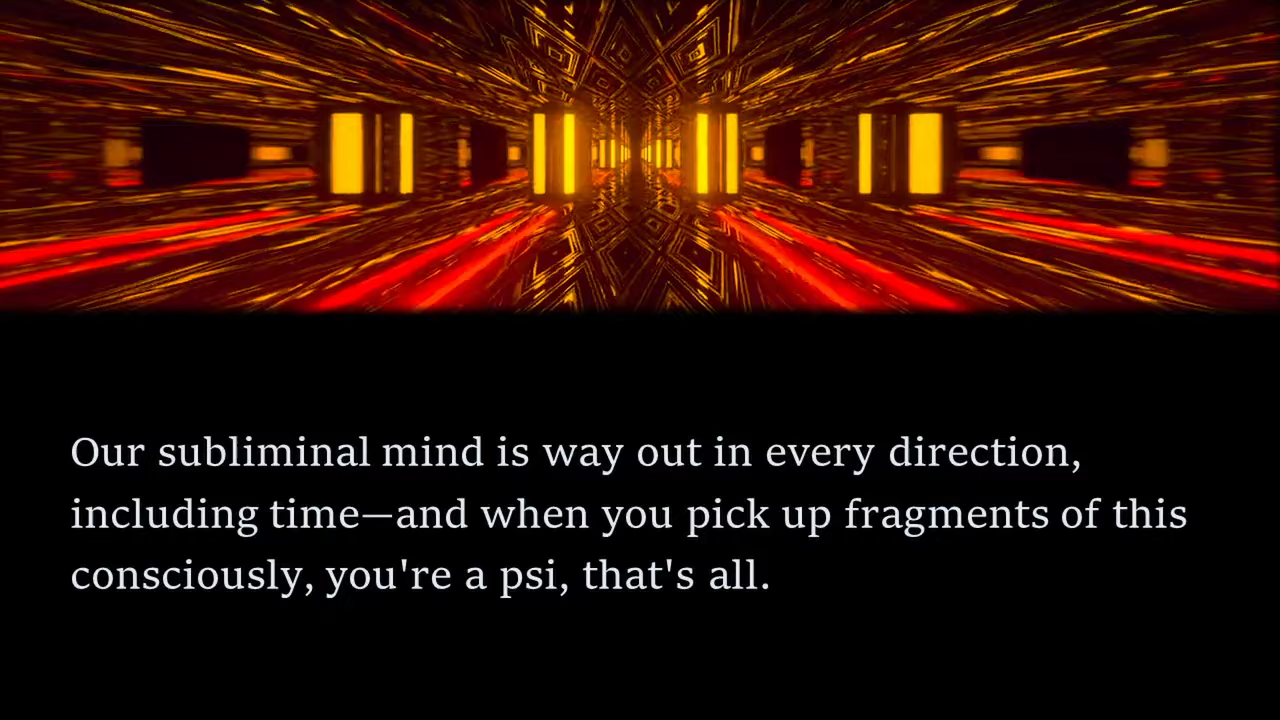 Our subliminal mind is way out in every direction,
including time—and when you pick up fragments of this
consciously, you're a psi, that's all.